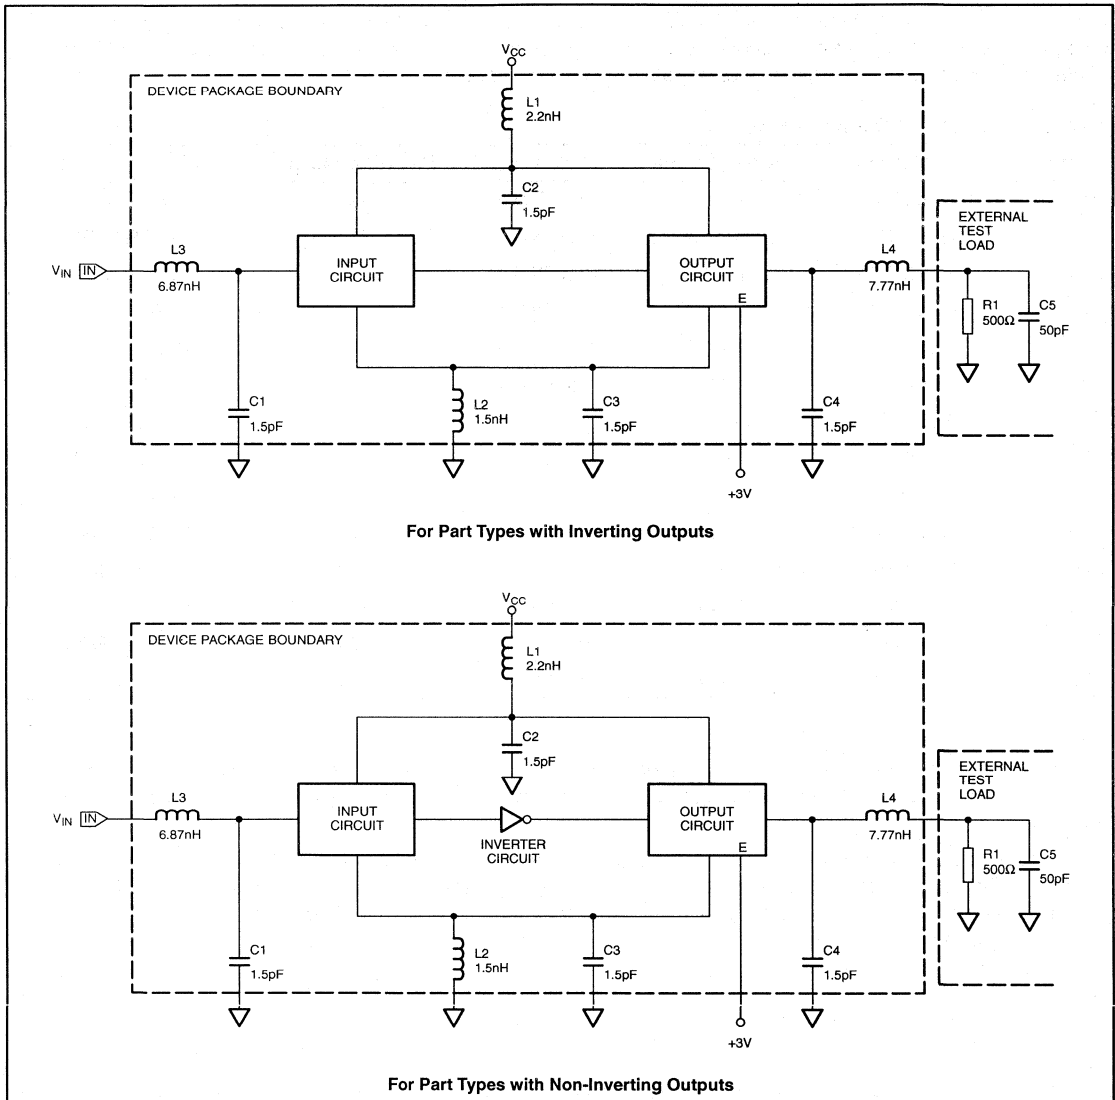 VCC
DEVICE PACKAGE BOUNDARY
L1
2.2nH
C2
1.5pF
EXTERNAL
TEST
LOAD
L3
VIN IN
6.87nH
INPUT
CIRCUIT
OUTPUT
CIRCUIT
E
L4
7.77nH
R1
500Ω
C5
50pF
C1
1.5pF
L2
1.5nH
C3
1.5pF
C4
1.5pF
+3V
For Part Types with Inverting Outputs
VCC
DEVICE PACKAGE BOUNDARY
L1
2.2nH
C2
1.5pF
EXTERNAL
TEST
LOAD
L3
VIN IN
6.87nH
INPUT
CIRCUIT
INVERTER
CIRCUIT
OUTPUT
CIRCUIT
E
L4
7.77nH
R1
500Ω
C5
50pF
C1
1.5pF
L2
1.5nH
C3
1.5pF
C4
1.5pF
+3V
For Part Types with Non-Inverting Outputs